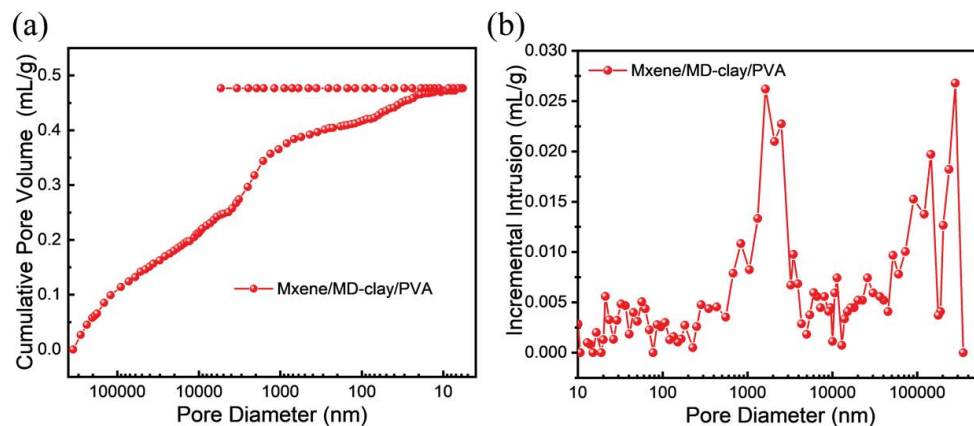 (a)
Cumulative Pore Volume (mL/g)
0.5
0.4
0.3
0.2
0.1
0.0
Mxene/MD-clay/PVA
100000 10000 1000 100 10
Pore Diameter (nm)
(b)
Incremental Intrusion (mL/g)
0.030
0.025
0.020
0.015
0.010
0.005
0.000
Mxene/MD-clay/PVA
10 100 1000 10000 100000
Pore Diameter (nm)